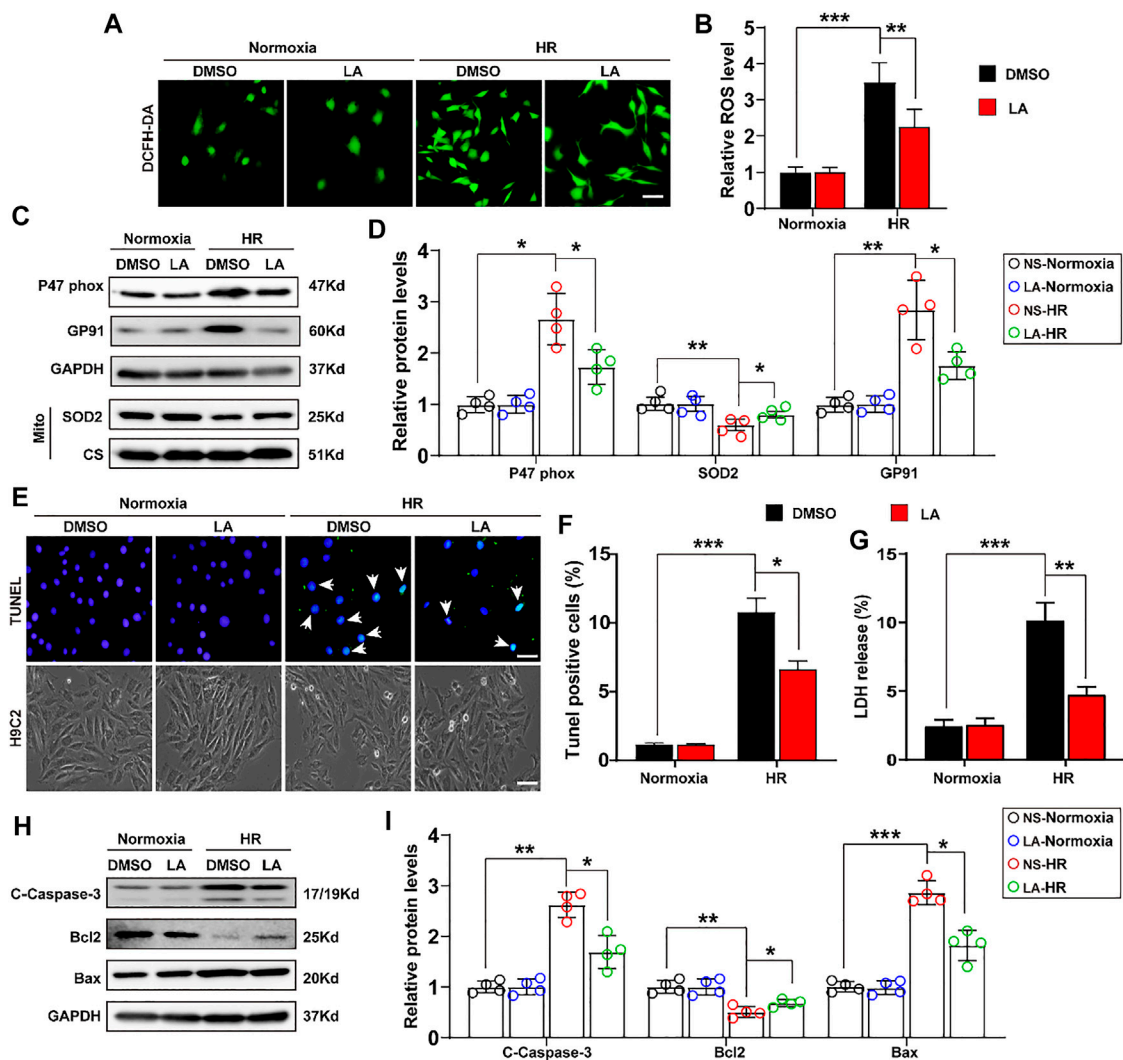 A
Normoxia HR
DMSO LA DMSO LA
DCFH-DA
B
Relative ROS level
5
4
3
2
1
0
*** **
Normoxia HR
DMSO
LA
C
Normoxia HR
DMSO LA DMSO LA
P47 phox 47Kd
GP91 60Kd
GAPDH 37Kd
Mito
SOD2 25Kd
CS 51Kd
D
Relative protein levels
4
3
2
1
0
* * ** * ** *
P47 phox SOD2 GP91
NS-Normoxia
LA-Normoxia
NS-HR
LA-HR
E
Normoxia HR
DMSO LA DMSO LA
TUNEL
H9C2
F
DMSO LA
Tunel positive cells (%)
15
10
5
0
*** *
Normoxia HR
G
LDH release (%)
15
10
5
0
*** **
Normoxia HR
H
Normoxia HR
DMSO LA DMSO LA
C-Caspase-3 17/19Kd
Bcl2 25Kd
Bax 20Kd
GAPDH 37Kd
I
Relative protein levels
4
3
2
1
0
** * ** * *** *
C-Caspase-3 Bcl2 Bax
NS-Normoxia
LA-Normoxia
NS-HR
LA-HR